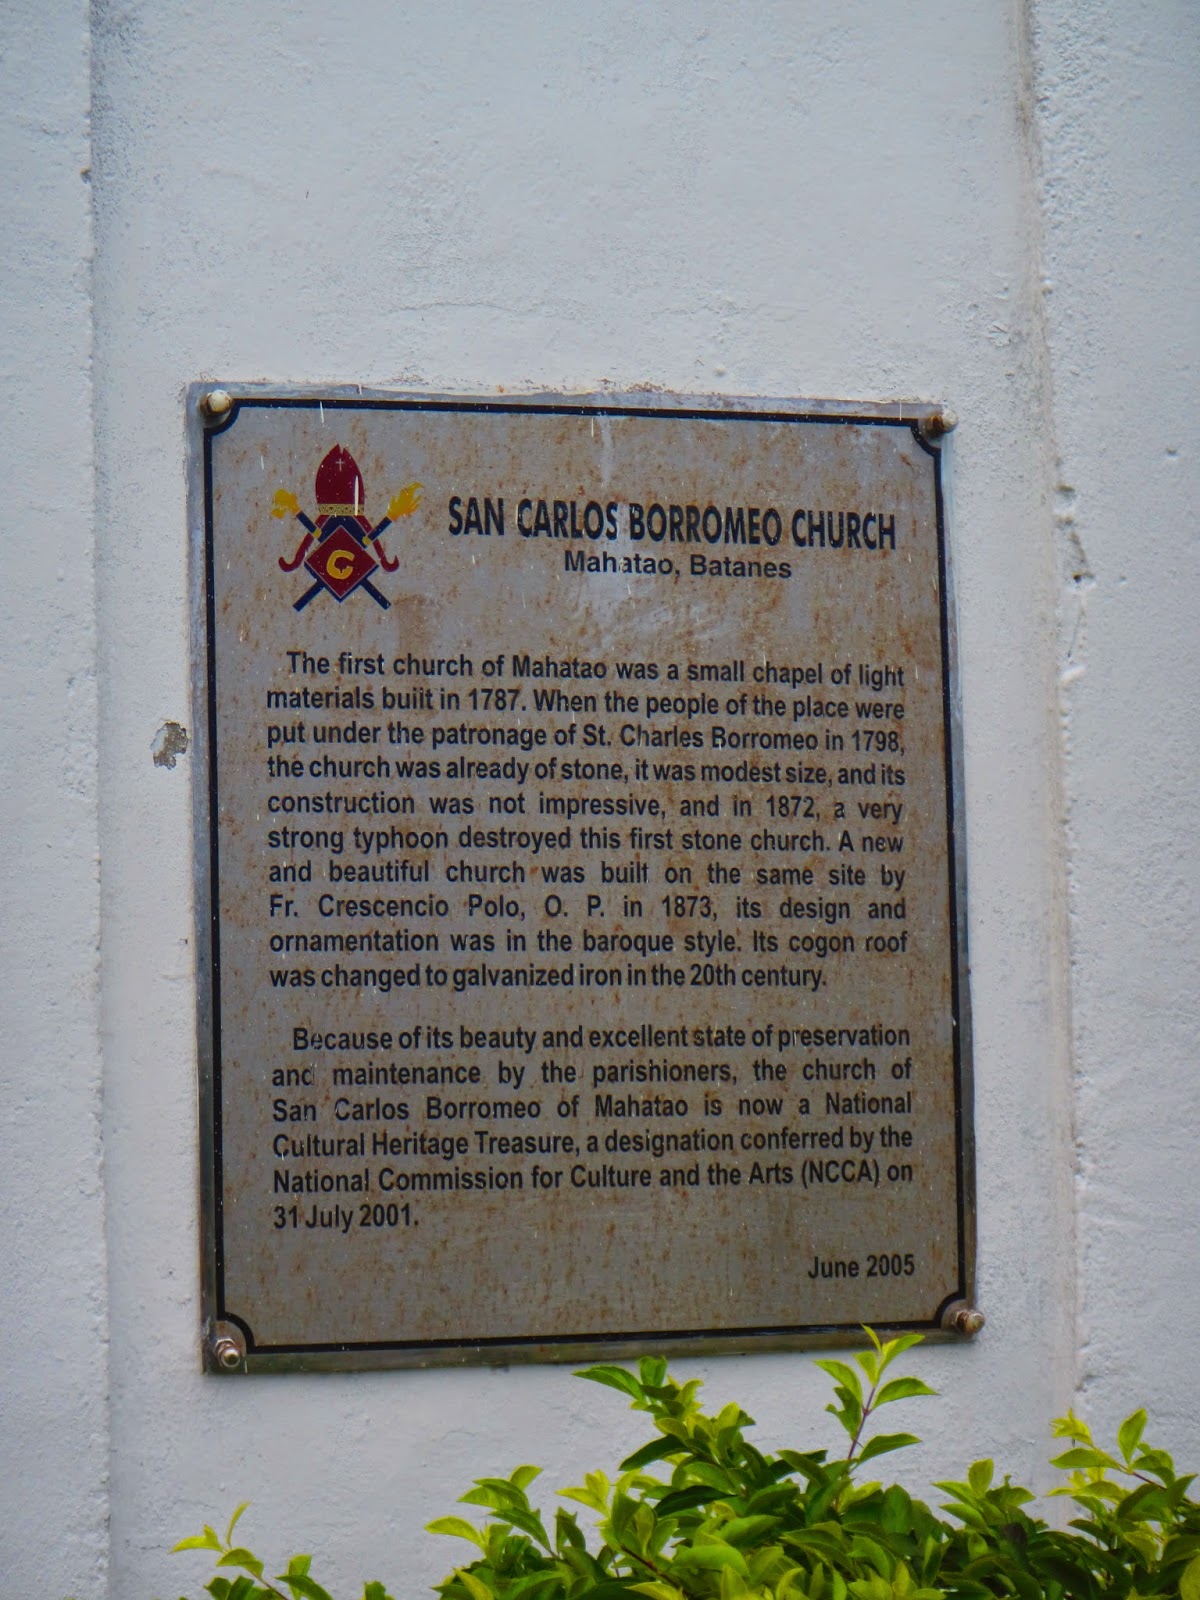 C
SAN CARLOS BORROMEO CHURCH
Mahatao, Batanes
The first church of Mahatao was a small chapel of light
materials built in 1787. When the people of the place were
put under the patronage of St. Charles Borromeo in 1798,
the church was already of stone, it was modest size, and its
construction was not impressive, and in 1872, a very
strong typhoon destroyed this first stone church. A new
and beautiful church was built on the same site by
Fr. Crescencio Polo, O. P. in 1873, its design and
ornamentation was in the baroque style. Its cogon roof
was changed to galvanized iron in the 20th century.
Because of its beauty and excellent state of preservation
and maintenance by the parishioners, the church of
San Carlos Borromeo of Mahatao is now a National
Cultural Heritage Treasure, a designation conferred by the
National Commission for Culture and the Arts (NCCA) on
31 July 2001.
June 2005